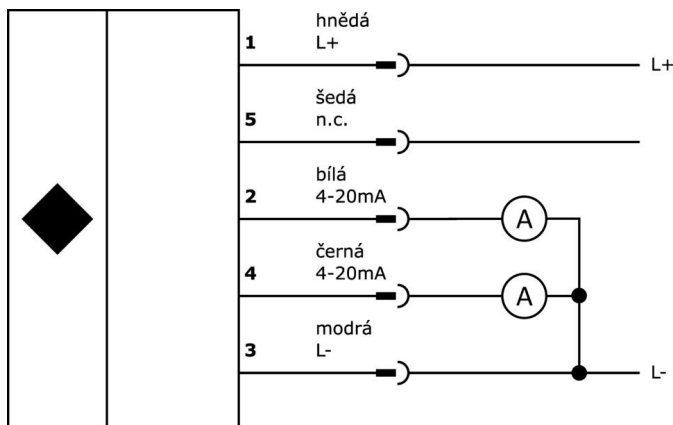 hnědá
1 L+
L+
šedá
5 n.c.
bílá
2 4-20mA
A
černá
4 4-20mA
A
modrá
3 L-
L-